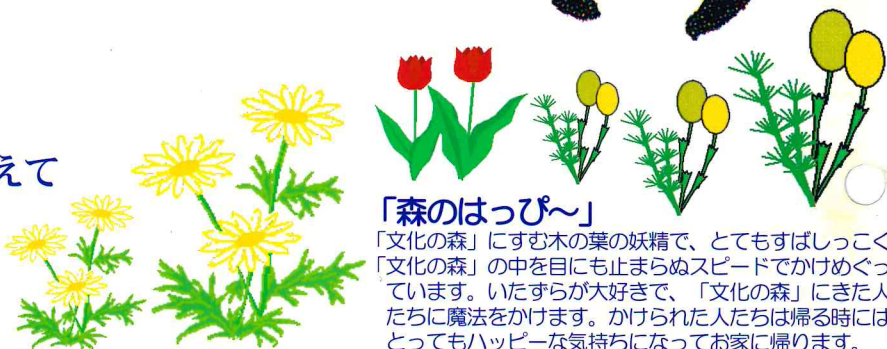 えて
「森のはっぴ～」
「文化の森」にすむ木の葉の妖精で、とてもすばしっこく
「文化の森」の中を目にも止まらぬスピードでかけめぐっ
ています。いたずらが大好きで、「文化の森」にきた人
たちに魔法をかけます。かけられた人たちは帰る時には
とってもハッピーな気持ちになってお家に帰ります。